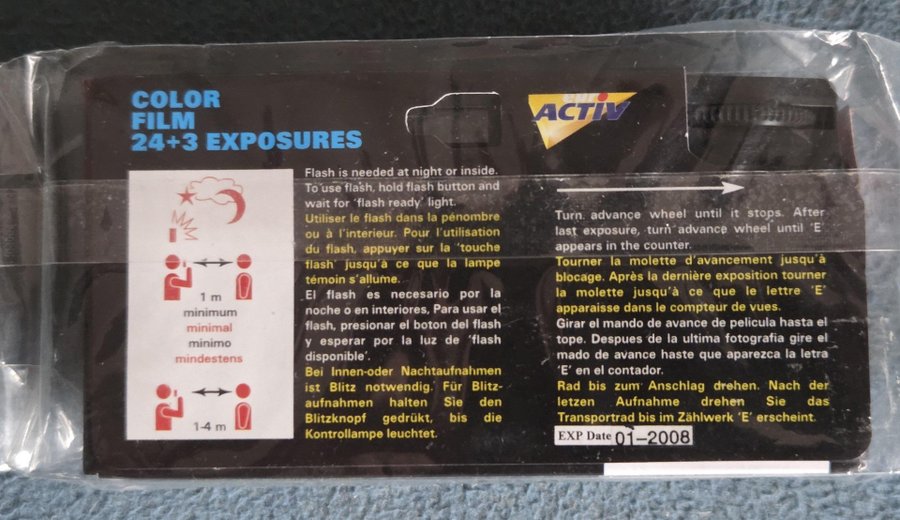 COLOR
FILM
24+3 EXPOSURES
1 m
minimum
minimal
minimo
mindestens
1-4 m
Flash is needed at night or inside.
To use flash, hold flash button and
wait for 'flash ready' light.
Utiliser le flash dans la pénombre
ou à l'intérieur. Pour l'utilisation
du flash, appuyer sur la 'touche
flash' jusqu'à ce que la lampe
témoin s'allume.
El flash es necesario por la
noche o en interiores, Para usar el
flash, presionar el boton del flash
y esperar por la luz de 'flash
disponible'.
Bei Innen-oder Nachtaufnahmen
ist Blitz notwendig. Für Blitz-
aufnahmen halten Sie den
Blitzknopf gedrükt, bis die
Kontrollampe leuchtet.
ACTIV
Turn advance wheel until it stops. After
last exposure, turn advance wheel until 'E'
appears in the counter.
Tourner la molette d'avancement jusqu'à
blocage. Après la dernière exposition tourner
la molette jusqu'à ce que le lettre 'E'
apparaisse dans le compteur de vues.
Girar el mando de avance de pelicula hasta el
tope. Despues de la ultima fotografia gire el
mado de avance haste que aparezca la letra
'E' en el contador.
Rad bis zum Anschlag drehen. Nach der
letzen Aufnahme drehen Sie das
Transportrad bis im Zählwerk 'E' erscheint.
EXP Date 01-2008